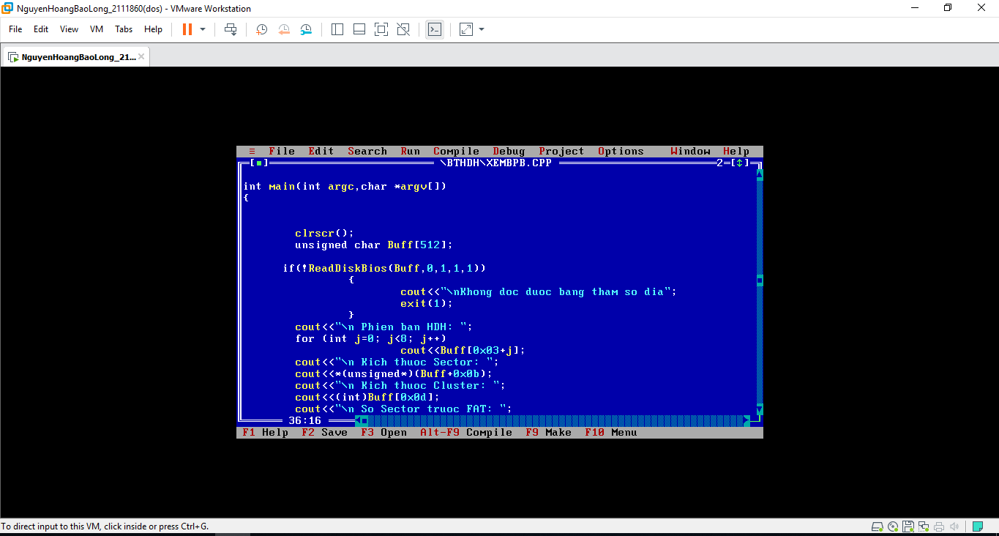 NguyenHoangBaoLong_2111860(dos) - VMware Workstation
File Edit View VM Tabs Help
NguyenHoangBaoLong_21...
≡ File Edit Search Run Compile Debug Project Options Window Help
[■] \BTHDH\XEMBPB.CPP 2=[↕]
int main(int argc,char *argv[])
{
clrscr();
unsigned char Buff[512];
if(!ReadDiskBios(Buff,0,1,1,1))
{
cout<<"\nKhong doc duoc bang tham so dia";
exit(1);
}
cout<<"\n Phien ban HDH: ";
for (int j=0; j<8; j++)
cout<<Buff[0x03+j];
cout<<"\n Kich thuoc Sector: ";
cout<<*(unsigned*)(Buff+0x0b);
cout<<"\n Kich thuoc Cluster: ";
cout<<(int)Buff[0x0d];
cout<<"\n So Sector truoc FAT: ";
36:16
F1 Help F2 Save F3 Open Alt-F9 Compile F9 Make F10 Menu
To direct input to this VM, click inside or press Ctrl+G.